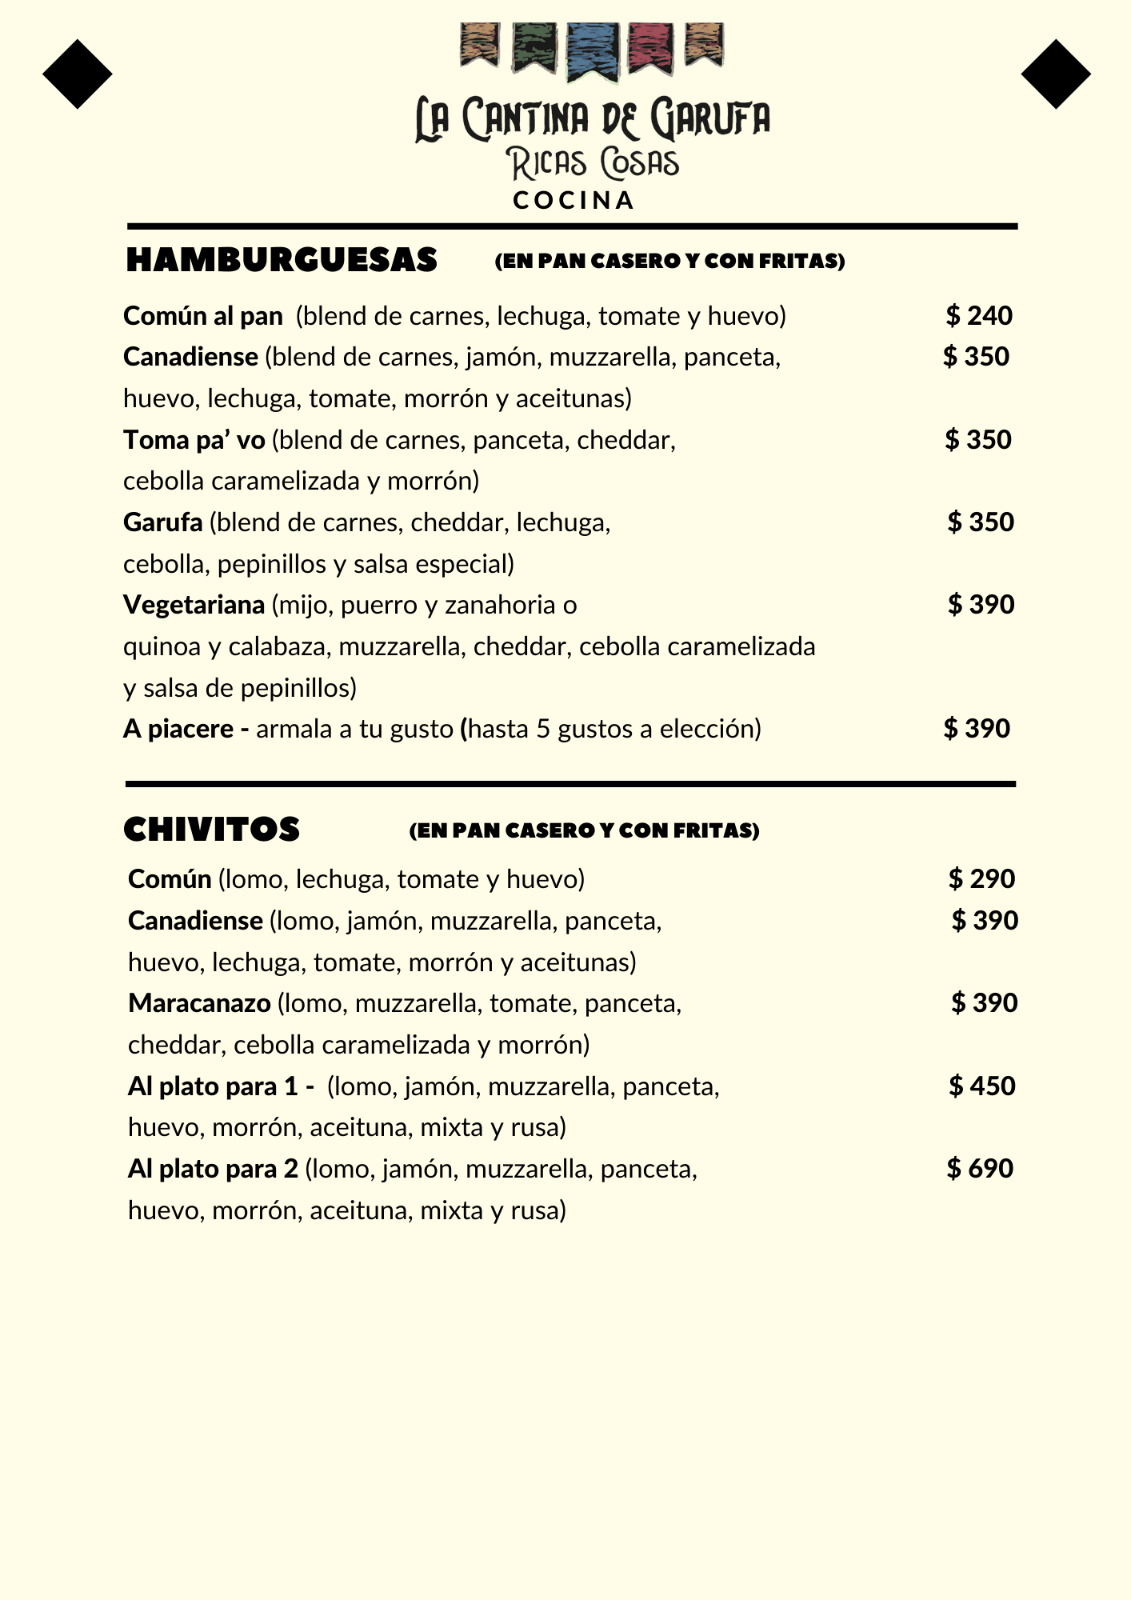 La Cantina de Garufa
Ricas Cosas
COCINA
HAMBURGUESAS (EN PAN CASERO Y CON FRITAS)
Común al pan (blend de carnes, lechuga, tomate y huevo) $ 240
Canadiense (blend de carnes, jamón, muzzarella, panceta, $ 350
huevo, lechuga, tomate, morrón y aceitunas)
Toma pa’ vo (blend de carnes, panceta, cheddar, $ 350
cebolla caramelizada y morrón)
Garufa (blend de carnes, cheddar, lechuga, $ 350
cebolla, pepinillos y salsa especial)
Vegetariana (mijo, puerro y zanahoria o $ 390
quinoa y calabaza, muzzarella, cheddar, cebolla caramelizada
y salsa de pepinillos)
A piacere - armala a tu gusto (hasta 5 gustos a elección) $ 390
CHIVITOS (EN PAN CASERO Y CON FRITAS)
Común (lomo, lechuga, tomate y huevo) $ 290
Canadiense (lomo, jamón, muzzarella, panceta, $ 390
huevo, lechuga, tomate, morrón y aceitunas)
Maracanazo (lomo, muzzarella, tomate, panceta, $ 390
cheddar, cebolla caramelizada y morrón)
Al plato para 1 - (lomo, jamón, muzzarella, panceta, $ 450
huevo, morrón, aceituna, mixta y rusa)
Al plato para 2 (lomo, jamón, muzzarella, panceta, $ 690
huevo, morrón, aceituna, mixta y rusa)